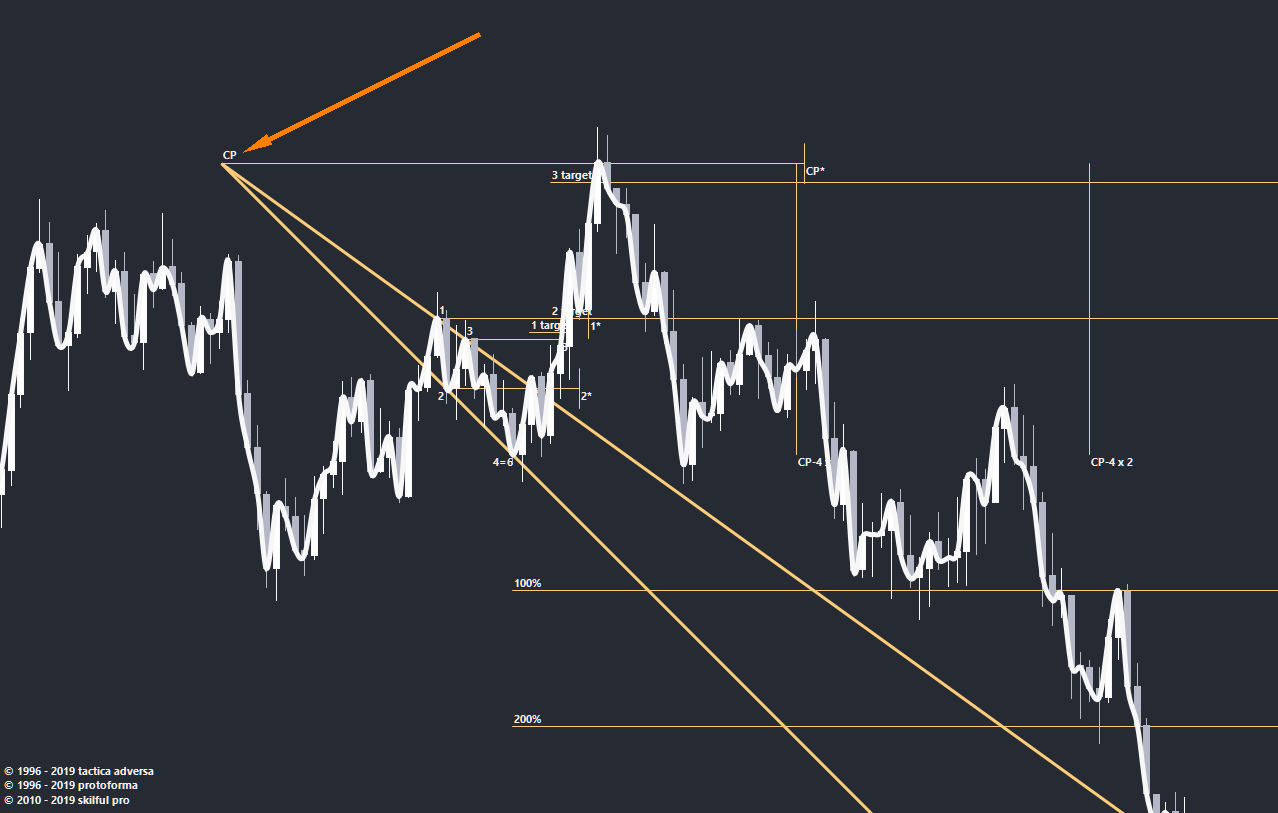 CP
CP*
3 target
1
2 target
1 target
1*
3
2
2*
4=6
CP-4
CP-4 x 2
100%
200%
© 1996 - 2019 tactica adversa
© 1996 - 2019 protoforma
© 2010 - 2019 skilful pro